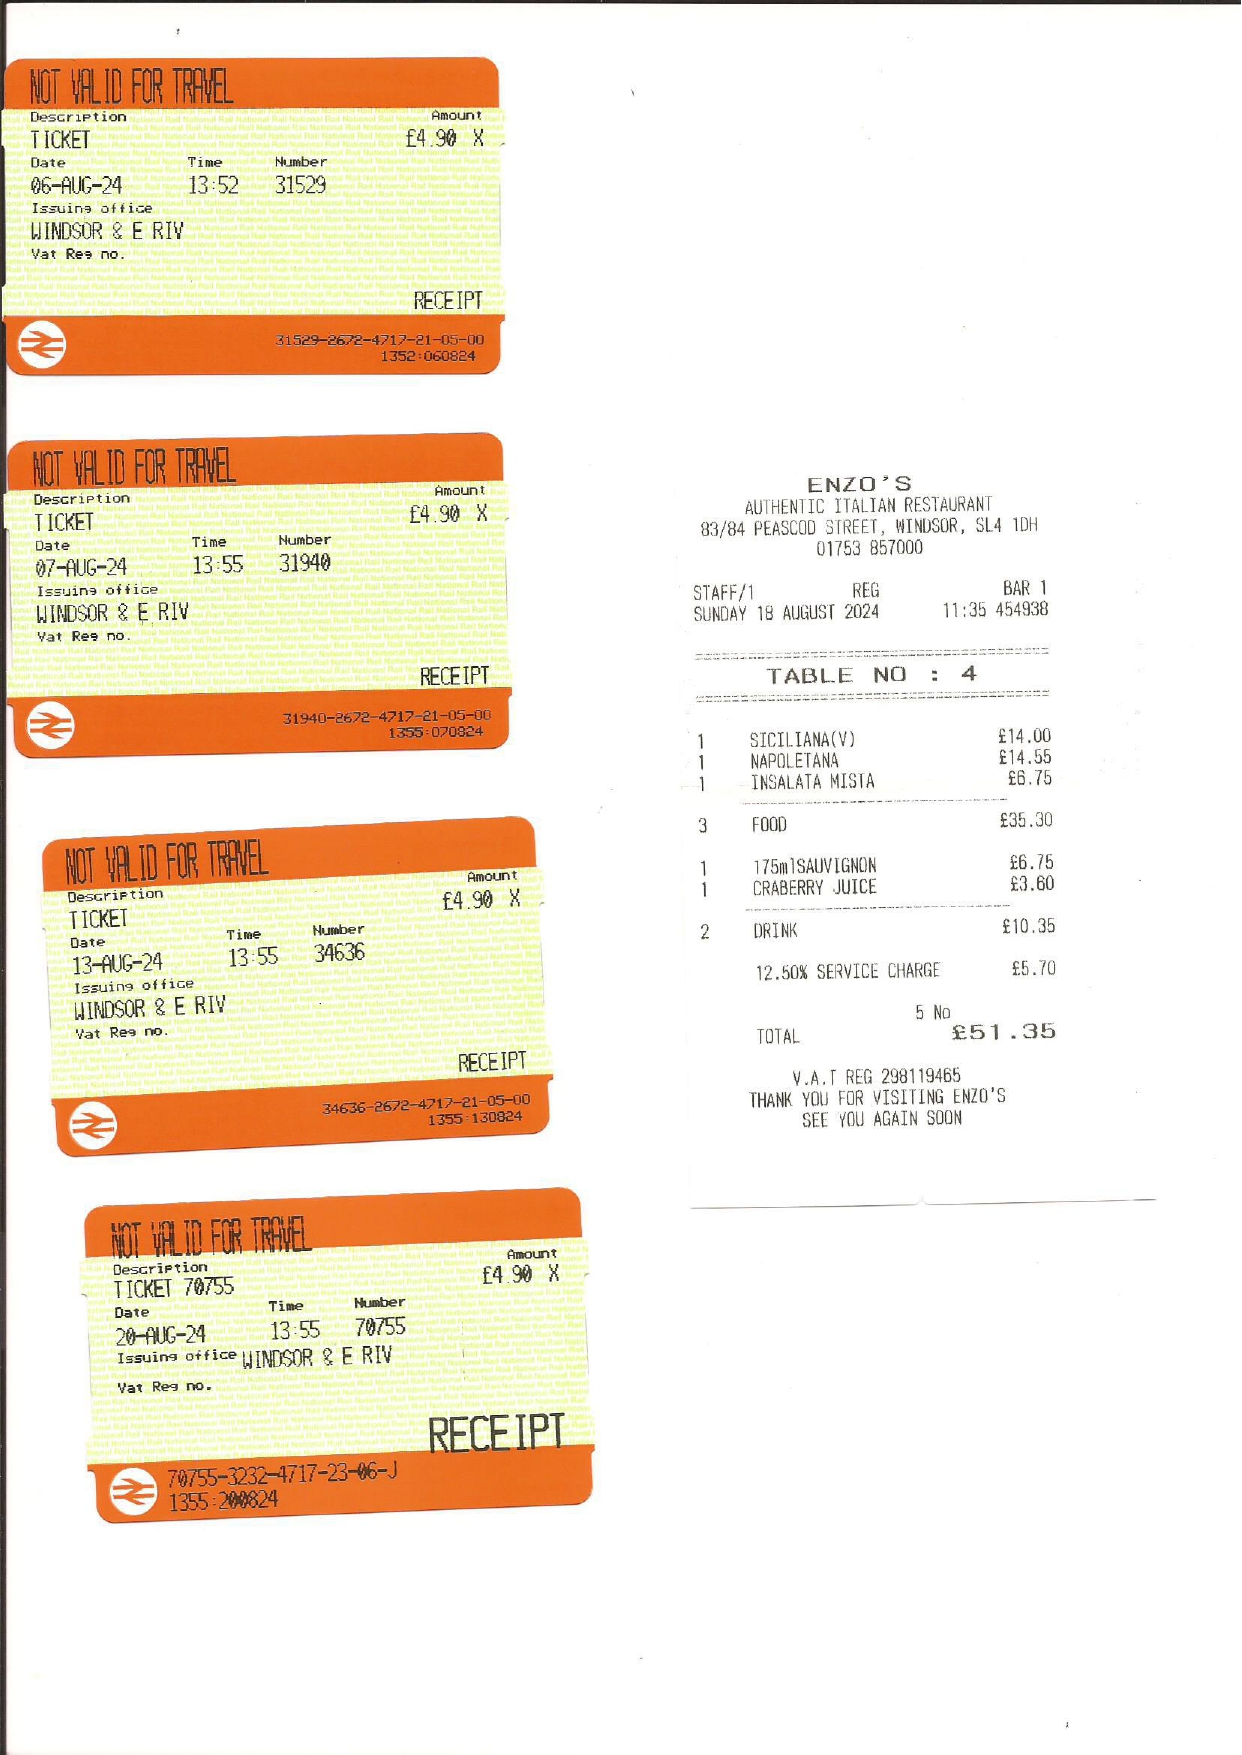 NOT VALID FOR TRAVEL
Description Amount
TICKET £4.90 X
Date Time Number
06-AUG-24 13:52 31529
Issuing office
WINDSOR & E RIV
Vat Reg no.
RECEIPT
31529-2672-4717-21-05-00
1352:060824
NOT VALID FOR TRAVEL
Description Amount
TICKET £4.90 X
Date Time Number
07-AUG-24 13:55 31940
Issuing office
WINDSOR & E RIV
Vat Reg no.
RECEIPT
31940-2672-4717-21-05-00
1355:070824
NOT VALID FOR TRAVEL
Description Amount
TICKET £4.90 X
Date Time Number
13-AUG-24 13:55 34636
Issuing office
WINDSOR & E RIV
Vat Reg no.
RECEIPT
34636-2672-4717-21-05-00
1355:130824
NOT VALID FOR TRAVEL
Description Amount
TICKET 70755 £4.90 X
Date Time Number
20-AUG-24 13:55 70755
Issuing office WINDSOR & E RIV
Vat Reg no.
RECEIPT
70755-3232-4717-23-06-J
1355:200824
ENZO'S
AUTHENTIC ITALIAN RESTAURANT
83/84 PEASCOD STREET, WINDSOR, SL4 1DH
01753 857000
STAFF/1 REG BAR 1
SUNDAY 18 AUGUST 2024 11:35 454938
TABLE NO : 4
1 SICILIANA(V) £14.00
1 NAPOLETANA £14.55
1 INSALATA MISTA £6.75
3 FOOD £35.30
1 175mlSAUVIGNON £6.75
1 CRABERRY JUICE £3.60
2 DRINK £10.35
12.50% SERVICE CHARGE £5.70
5 No
TOTAL £51.35
V.A.T REG 298119465
THANK YOU FOR VISITING ENZO'S
SEE YOU AGAIN SOON